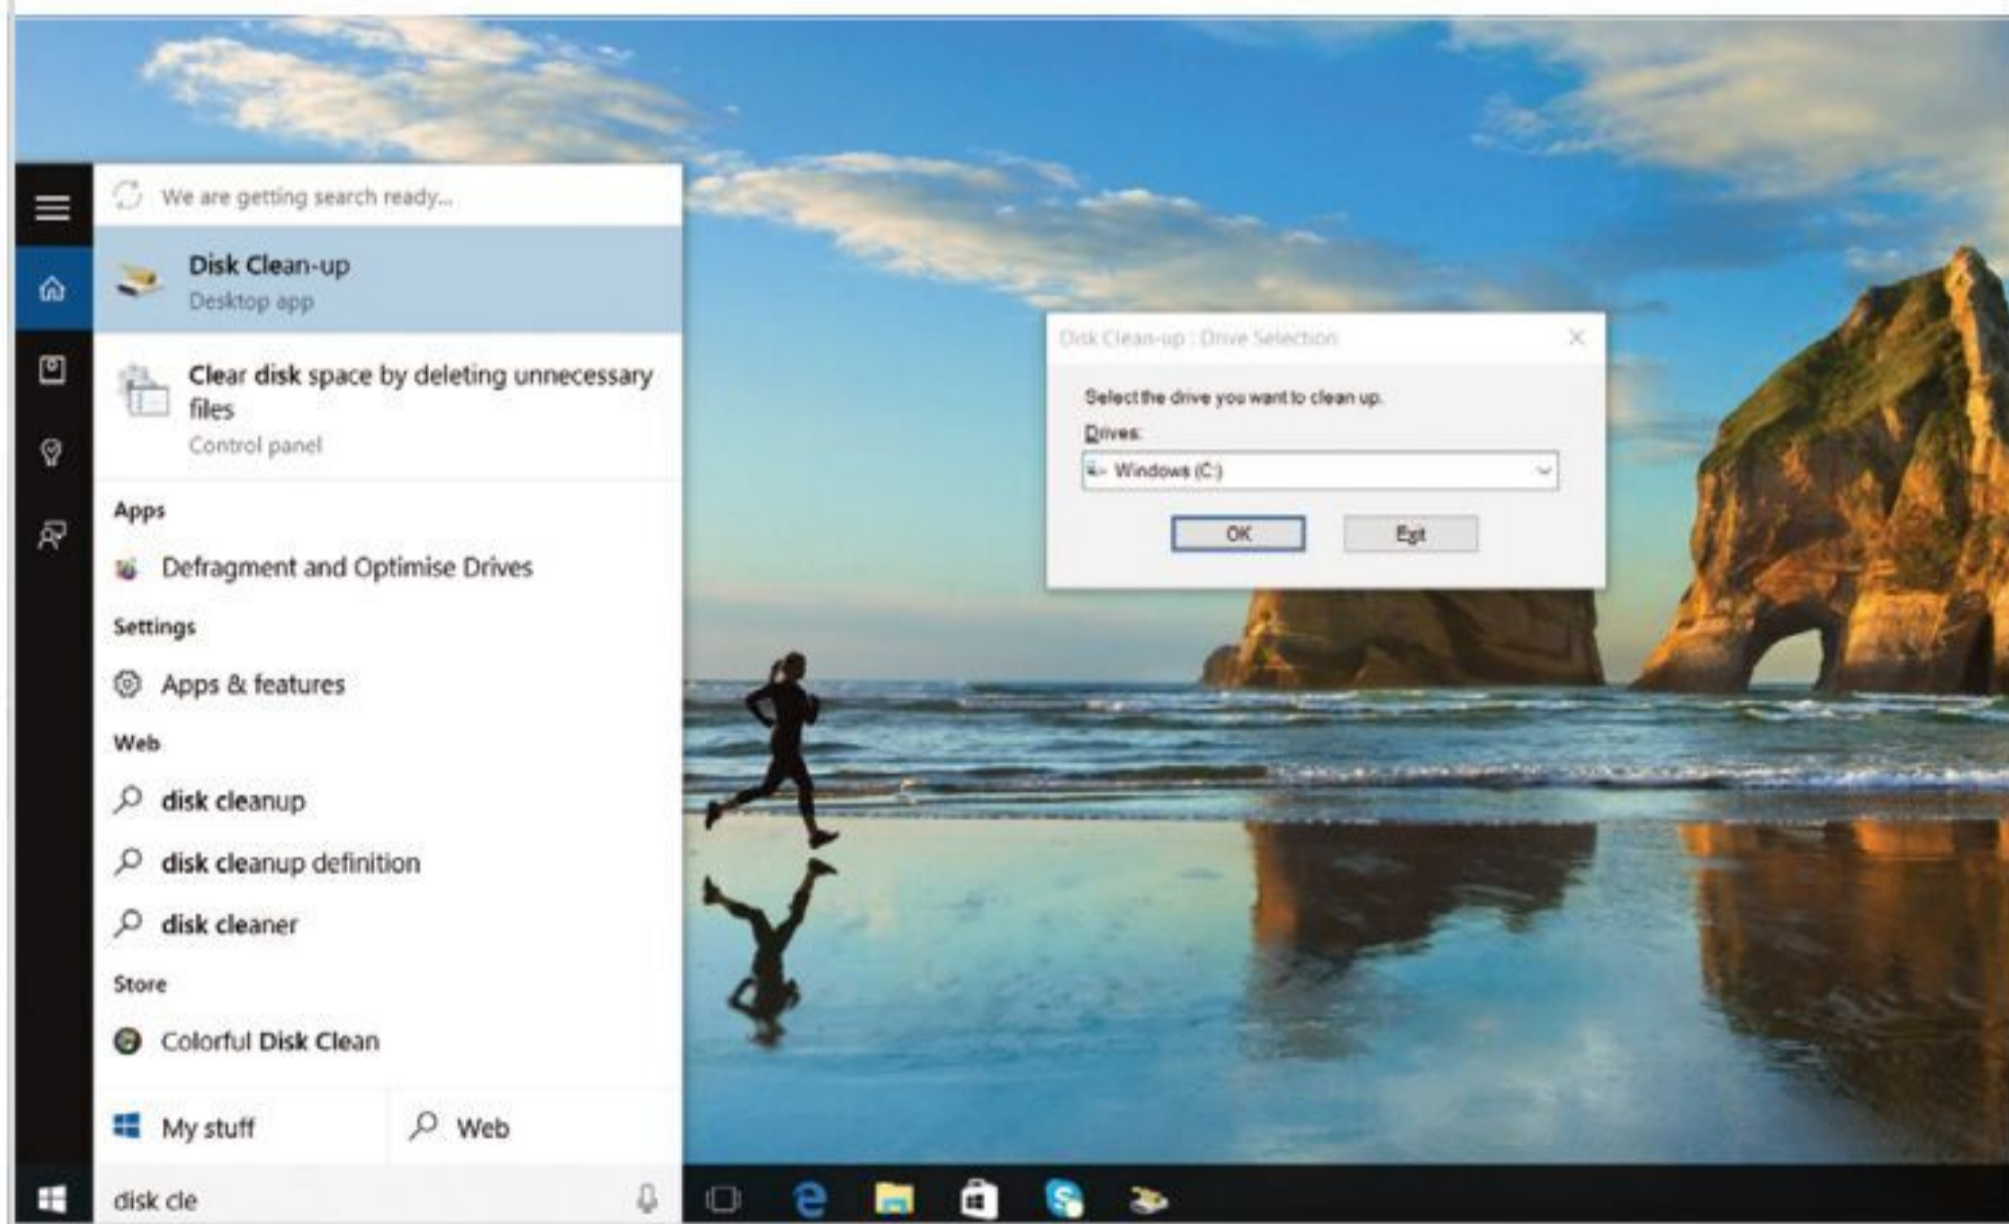 We are getting search ready...
Disk Clean-up
Desktop app
Clear disk space by deleting unnecessary
files
Control panel
Apps
Defragment and Optimise Drives
Settings
Apps & features
Web
disk cleanup
disk cleanup definition
disk cleaner
Store
Colorful Disk Clean
My stuff
Web
disk cle
Disk Clean-up : Drive Selection
Select the drive you want to clean up.
Drives:
Windows (C:)
OK
Exit